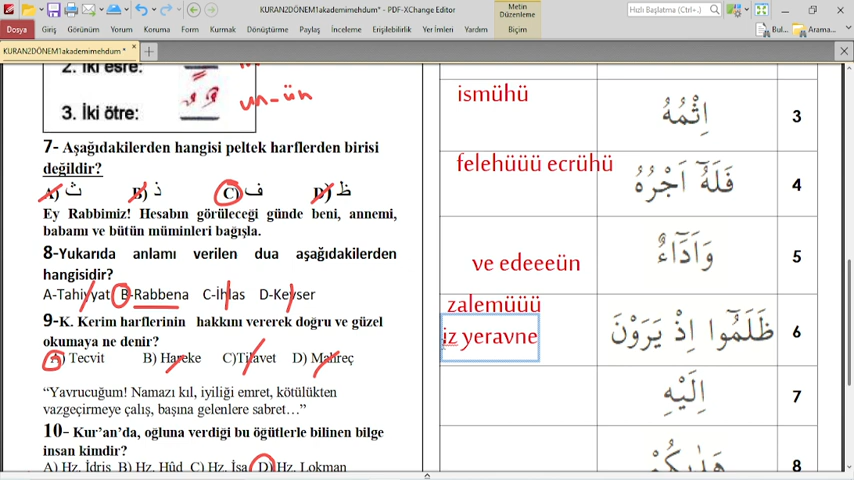 KURAN2DÖNEM1akademimehdum * - PDF-XChange Editor
Metin Düzenleme
Hızlı Başlatma (Ctrl+.)
Dosya Giriş Görünüm Yorum Koruma Form Kurmak Dönüştürme Paylaş İnceleme Erişilebilirlik Yer İmleri Yardım Biçim Bul... Arama...
KURAN2DÖNEM1akademimehdum *
2. İki esre:
3. İki ötre: un-ün
7- Aşağıdakilerden hangisi peltek harflerden birisi
değildir?
A) ث B) ذ C) ف D) ظ
Ey Rabbimiz! Hesabın görüleceği günde beni, annemi,
babamı ve bütün müminleri bağışla.
8-Yukarıda anlamı verilen dua aşağıdakilerden
hangisidir?
A-Tahiyyat B-Rabbena C-İhlas D-Kevser
9-K. Kerim harflerinin hakkını vererek doğru ve güzel
okumaya ne denir?
A) Tecvit B) Hareke C)Tilavet D) Mahreç
“Yavrucuğum! Namazı kıl, iyiliği emret, kötülükten
vazgeçirmeye çalış, başına gelenlere sabret…”
10- Kur’an’da, oğluna verdiği bu öğütlerle bilinen bilge
insan kimdir?
A) Hz. İdris B) Hz. Hûd C) Hz. İsa D) Hz. Lokman
ismühü
اِثْمُهُ 3
felehüüü ecrühü
فَلَهُٓ اَجْرُهُ 4
ve edeeeün
وَاَدَٓاءٌ 5
zalemüüü
iz yeravne
ظَلَمُٓوا اِذْ يَرَوْنَ 6
اِلَيْهِ 7
8